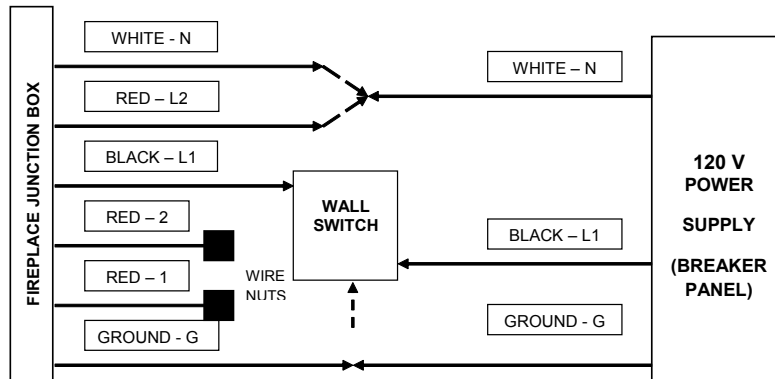 FIREPLACE JUNCTION BOX
WHITE - N
RED – L2
BLACK – L1
RED – 2
RED – 1
GROUND - G
WIRE
NUTS
WALL
SWITCH
WHITE – N
BLACK – L1
GROUND - G
120 V
POWER
SUPPLY
(BREAKER
PANEL)